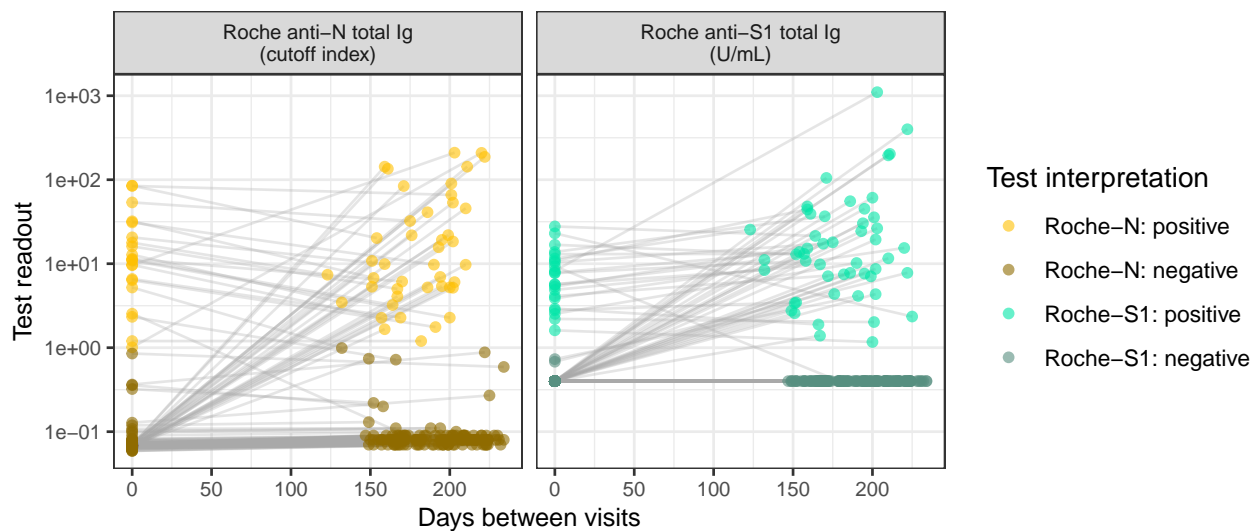 Roche anti−N total Ig
(cutoff index)
Roche anti−S1 total Ig
(U/mL)
Test readout
1e+03
1e+02
1e+01
1e+00
1e−01
0 50 100 150 200
0 50 100 150 200
Days between visits
Test interpretation
Roche−N: positive
Roche−N: negative
Roche−S1: positive
Roche−S1: negative